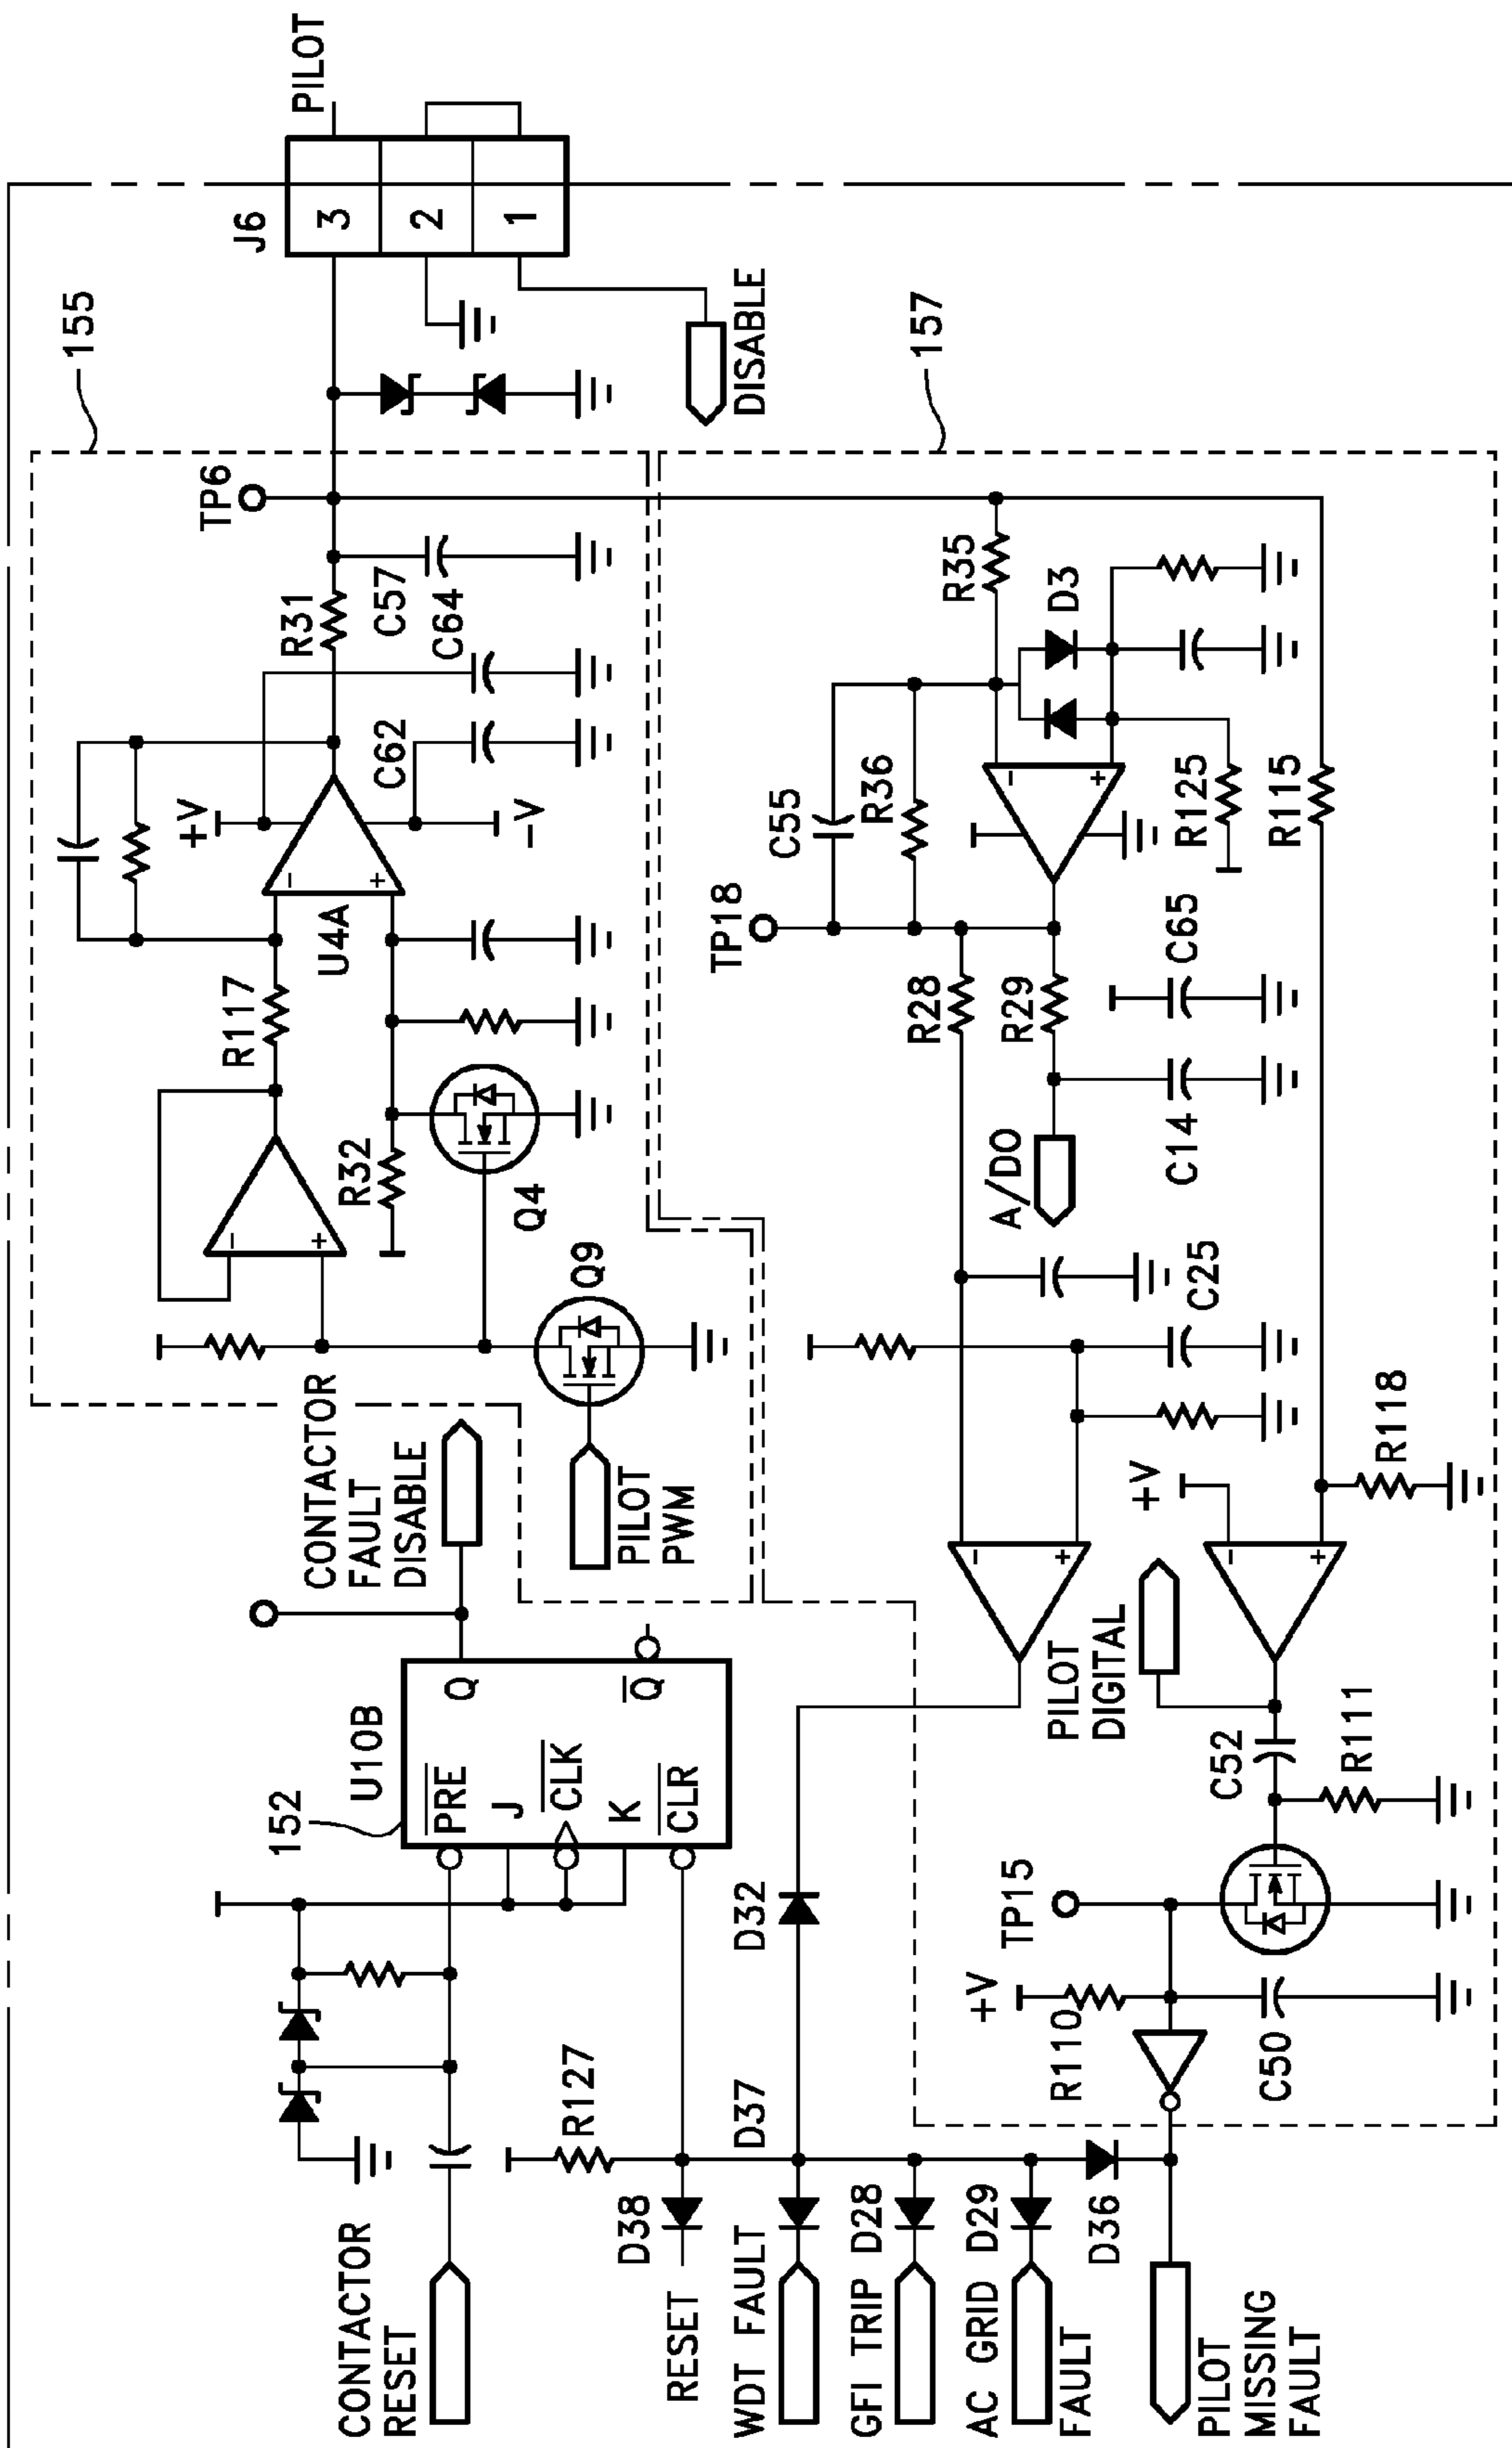 155
J6
PILOT
3
2
1
TP6
R31
C57
C64
C62
+V
-V
-
+
U4A
R117
R32
-
+
Q4
Q9
CONTACTOR
FAULT
DISABLE
PILOT
PWM
DISABLE
157
R35
D3
C55
R36
-
+
R125
R115
TP18
R28
R29
C65
C14
A/DO
C25
R118
+V
-
+
-
+
PILOT
DIGITAL
C52
R111
TP15
+V
R110
C50
152
U10B
Q
Q
PRE
J
CLK
K
CLR
D32
D37
R127
CONTACTOR
RESET
D38
RESET
WDT FAULT
GFI TRIP D28
AC GRID D29
FAULT
D36
PILOT
MISSING
FAULT